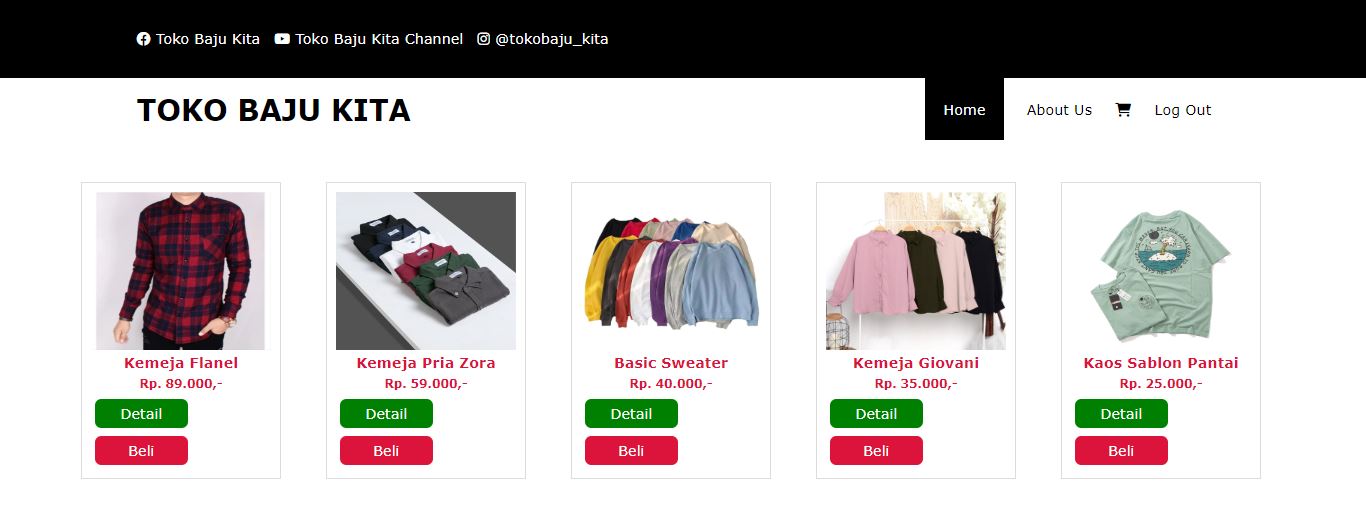 Toko Baju Kita Toko Baju Kita Channel @tokobaju_kita
TOKO BAJU KITA
Home About Us Log Out
Kemeja Flanel Kemeja Pria Zora Basic Sweater Kemeja Giovani Kaos Sablon Pantai
Rp. 89.000,- Rp. 59.000,- Rp. 40.000,- Rp. 35.000,- Rp. 25.000,-
Detail Detail Detail Detail Detail
Beli Beli Beli Beli Beli